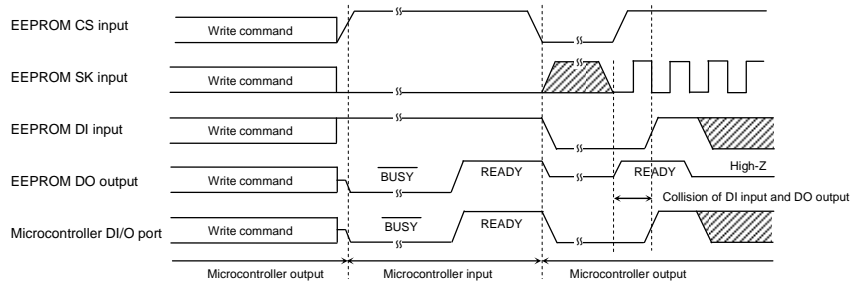 EEPROM CS input
Write command
EEPROM SK input
Write command
EEPROM DI input
Write command
EEPROM DO output
Write command
BUSY
READY
READY
High-Z
Collision of DI input and DO output
Microcontroller DI/O port
Write command
BUSY
READY
Microcontroller output
Microcontroller input
Microcontroller output